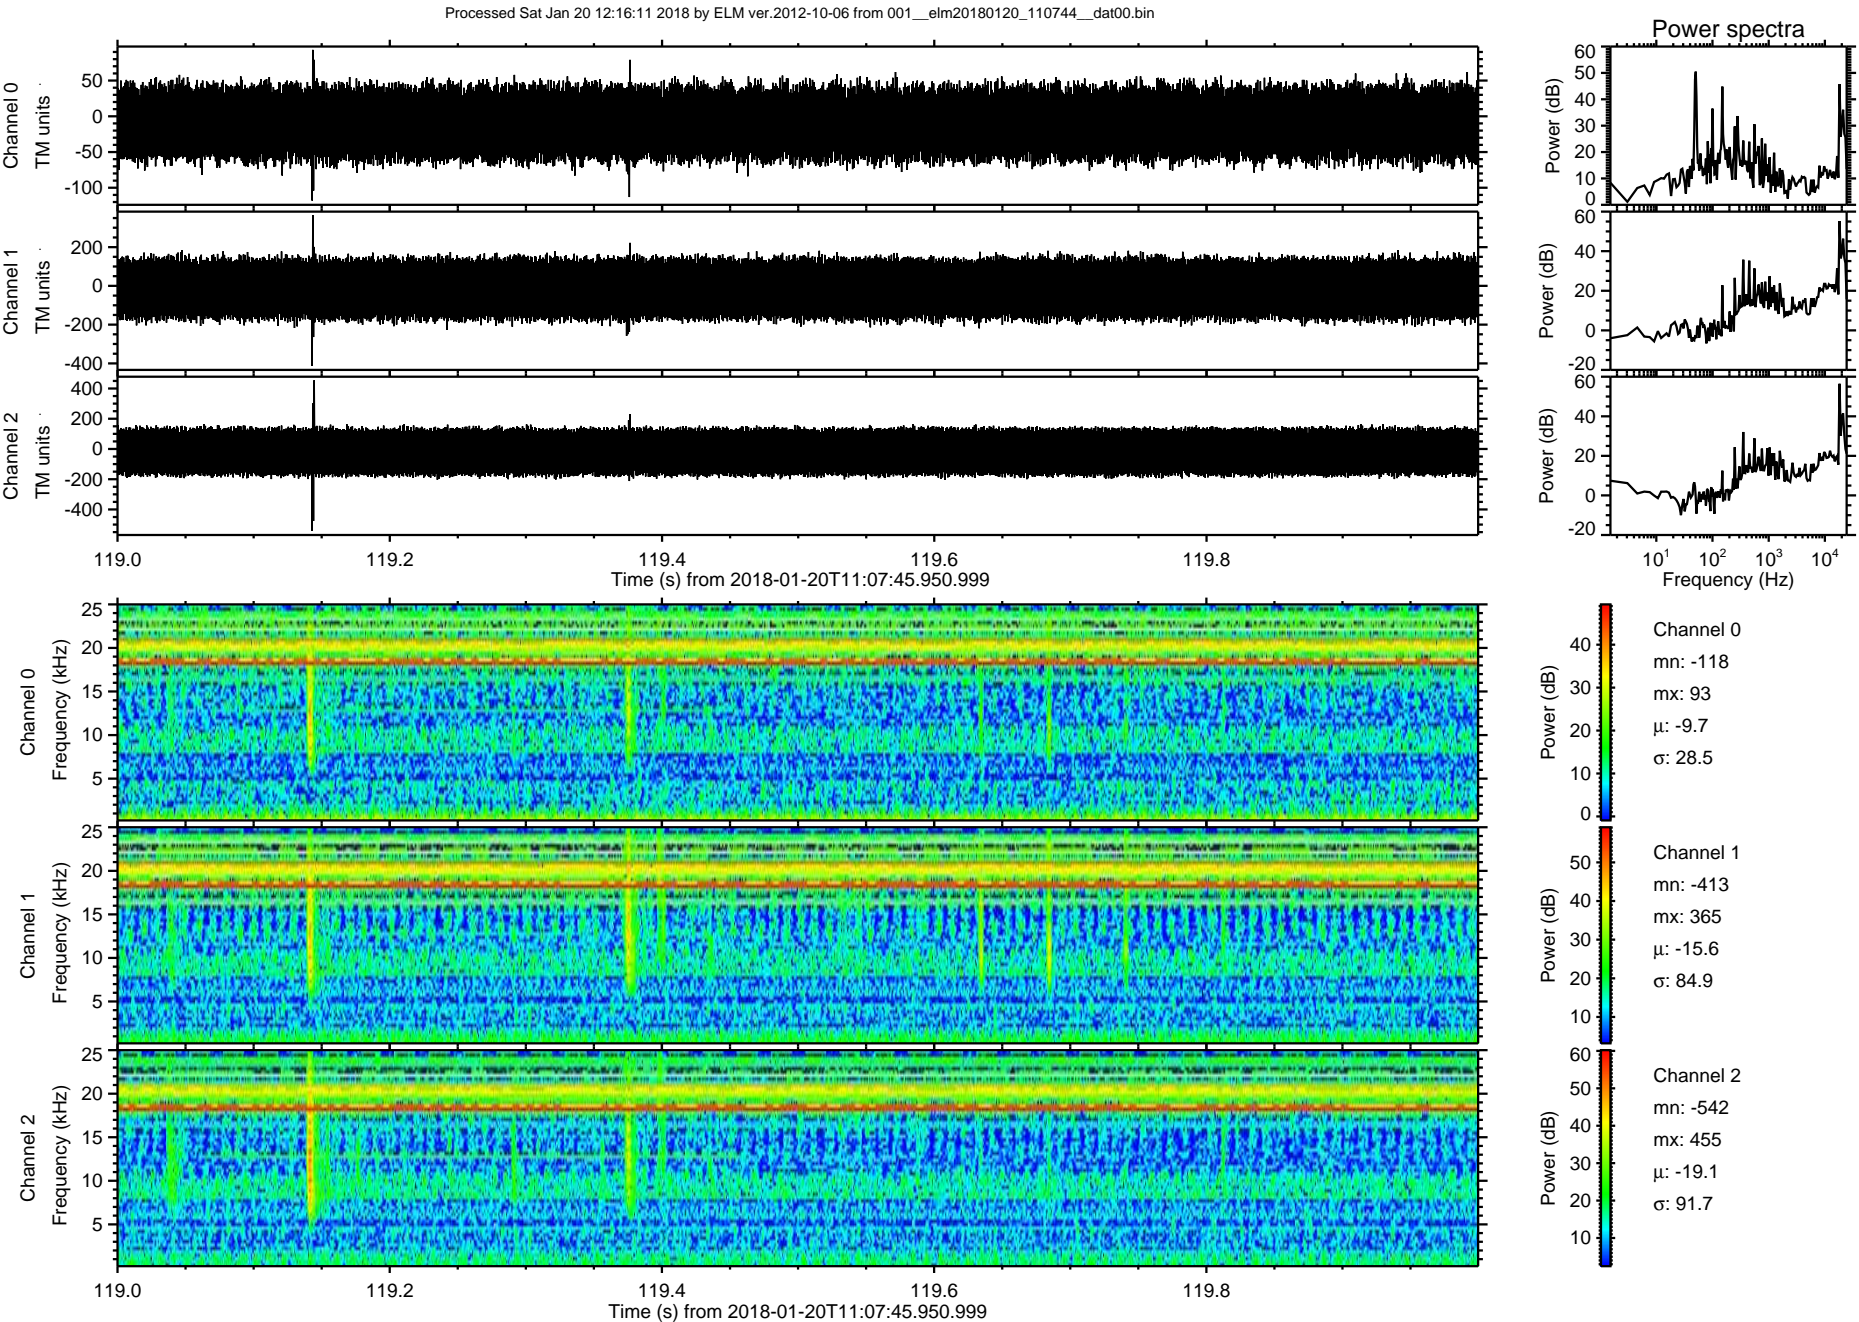 Processed Sat Jan 20 12:16:11 2018 by ELM ver.2012-10-06 from 001__elm20180120_110744__dat00.bin
Power spectra
Channel 0
TM units
50
0
-50
-100
Power (dB)
60
50
40
30
20
10
0
Channel 1
TM units
200
0
-200
-400
Power (dB)
60
40
20
0
-20
Channel 2
TM units
400
200
0
-200
-400
Power (dB)
60
40
20
0
-20
119.0 119.2 119.4 119.6 119.8
Time (s) from 2018-01-20T11:07:45.950.999
10¹ 10² 10³ 10⁴
Frequency (Hz)
Channel 0
Frequency (kHz)
25
20
15
10
5
Power (dB)
40
30
20
10
0
Channel 0
mn: -118
mx: 93
μ: -9.7
σ: 28.5
Channel 1
Frequency (kHz)
25
20
15
10
5
Power (dB)
50
40
30
20
10
Channel 1
mn: -413
mx: 365
μ: -15.6
σ: 84.9
Channel 2
Frequency (kHz)
25
20
15
10
5
Power (dB)
60
50
40
30
20
10
Channel 2
mn: -542
mx: 455
μ: -19.1
σ: 91.7
119.0 119.2 119.4 119.6 119.8
Time (s) from 2018-01-20T11:07:45.950.999